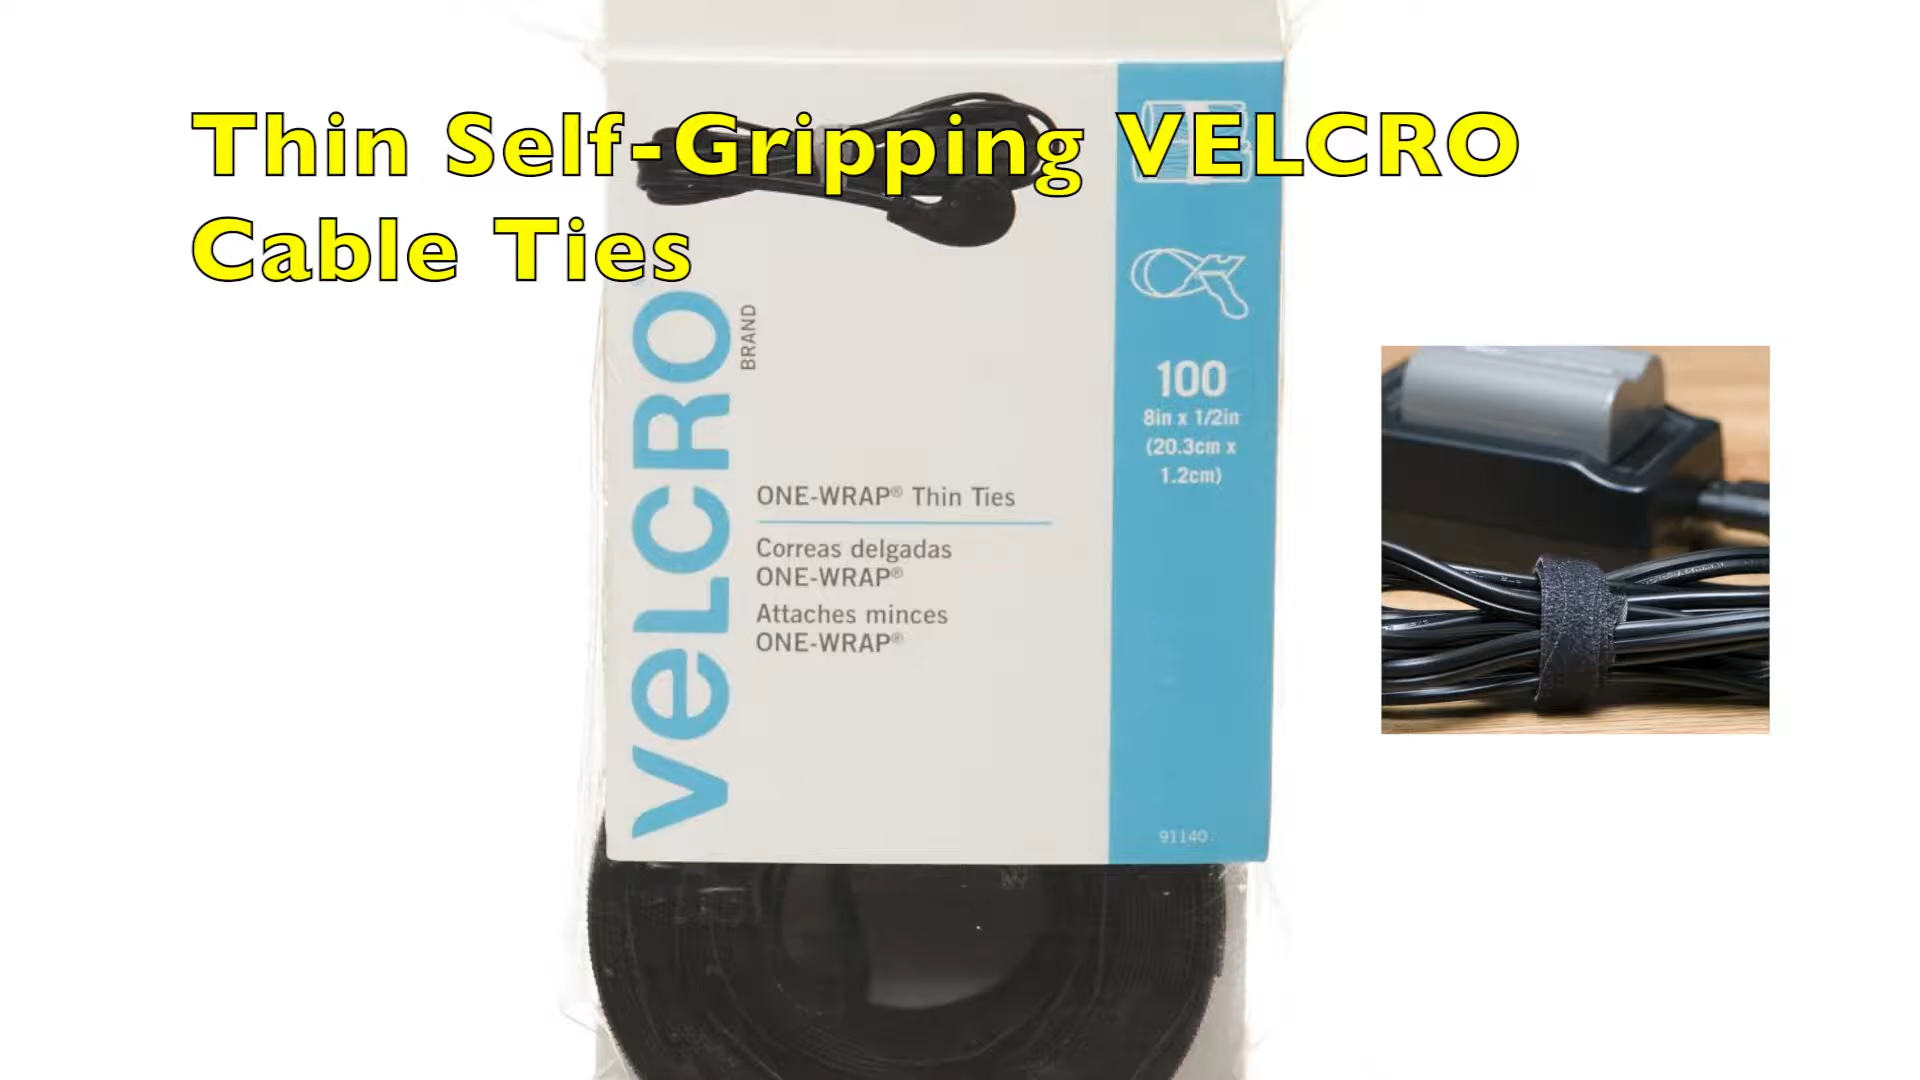 Thin Self-Gripping VELCRO
Cable Ties
VELCRO
BRAND
ONE-WRAP® Thin Ties
Correas delgadas
ONE-WRAP®
Attaches minces
ONE-WRAP®
100
8in x 1/2in
(20.3cm x
1.2cm)
91140